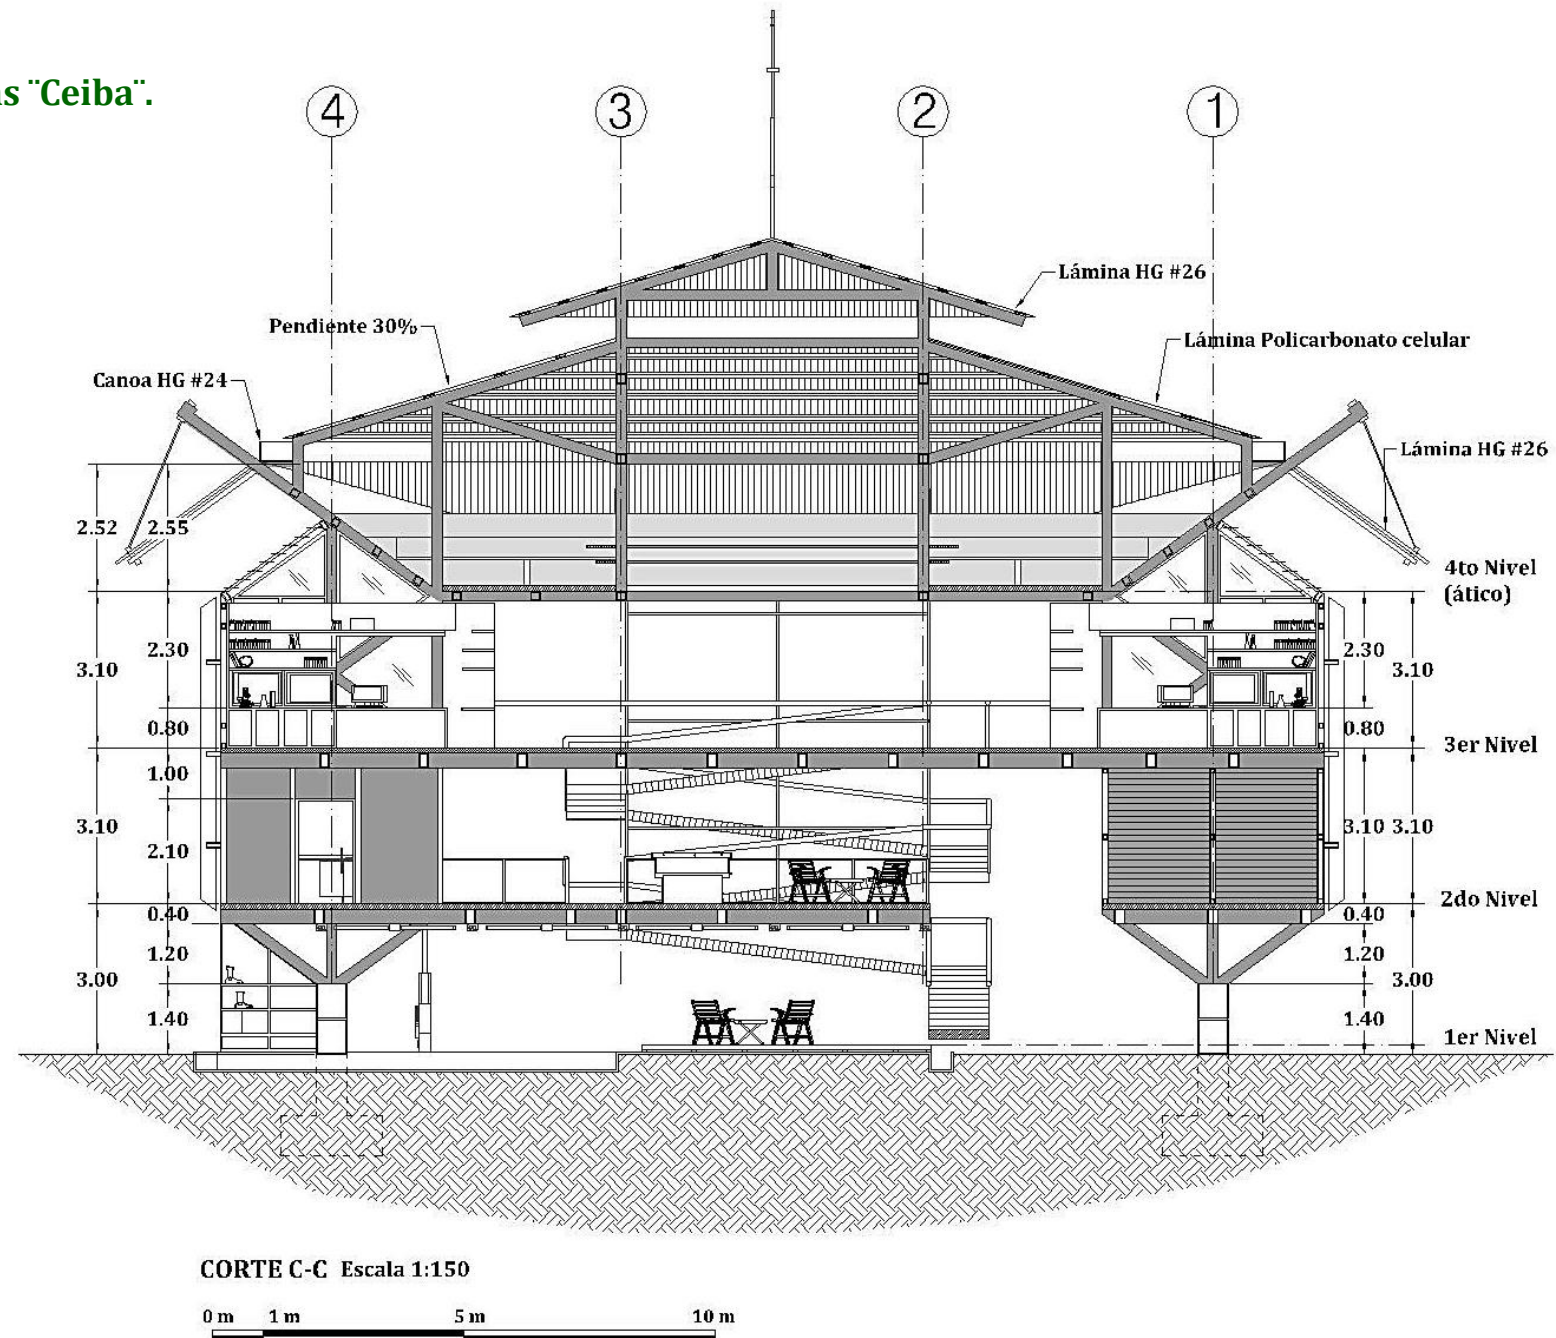 s ¨Ceiba¨.
4 3 2 1
Lámina HG #26
Pendiente 30%
Lámina Policarbonato celular
Canoa HG #24
Lámina HG #26
2.52 2.55
4to Nivel
(ático)
2.30 2.30
3.10 3.10
0.80 0.80
3er Nivel
1.00
3.10 3.10 3.10
2.10
2do Nivel
0.40 0.40
1.20 1.20
3.00 3.00
1.40 1.40
1er Nivel
CORTE C-C Escala 1:150
0 m 1 m 5 m 10 m